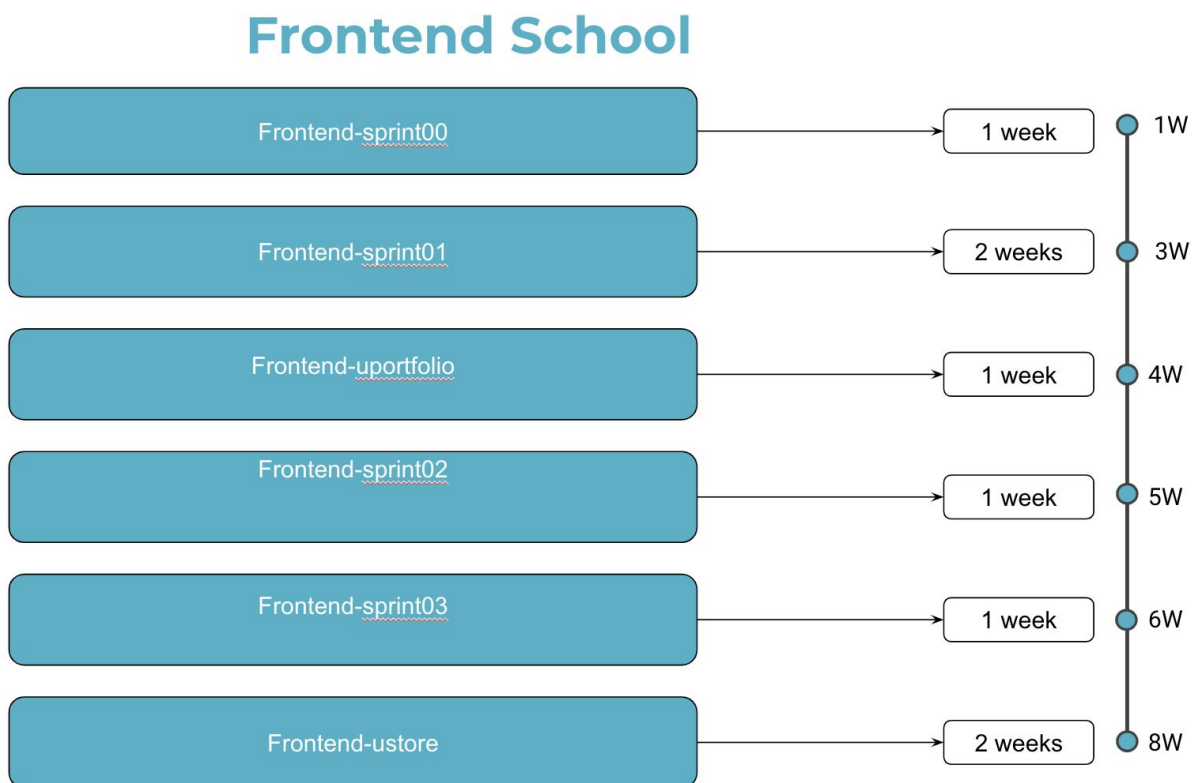 Frontend School
Frontend-sprint00
1 week
1W
Frontend-sprint01
2 weeks
3W
Frontend-uportfolio
1 week
4W
Frontend-sprint02
1 week
5W
Frontend-sprint03
1 week
6W
Frontend-ustore
2 weeks
8W